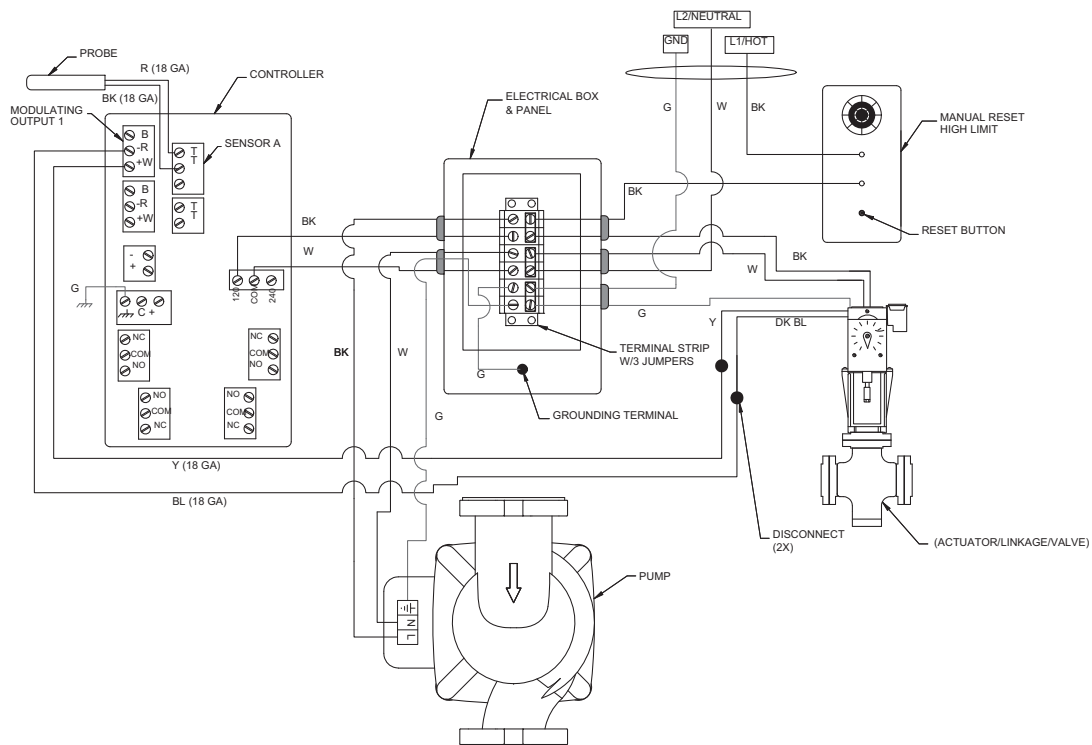 L2/NEUTRAL
GND
L1/HOT
PROBE
R (18 GA)
BK (18 GA)
CONTROLLER
MODULATING
OUTPUT 1
B
-R
+W
T
T
SENSOR A
B
-R
+W
T
T
-
+
G
C +
120
COM
240
NC
COM
NO
COM
NC
NO
NO
COM
NC
NO
COM
NC
ELECTRICAL BOX
& PANEL
G
W
BK
MANUAL RESET
HIGH LIMIT
BK
RESET BUTTON
BK
W
BK
W
G
Y
DK BL
BK
W
G
TERMINAL STRIP
W/3 JUMPERS
G
GROUNDING TERMINAL
Y (18 GA)
BL (18 GA)
DISCONNECT
(2X)
(ACTUATOR/LINKAGE/VALVE)
PUMP
N
L